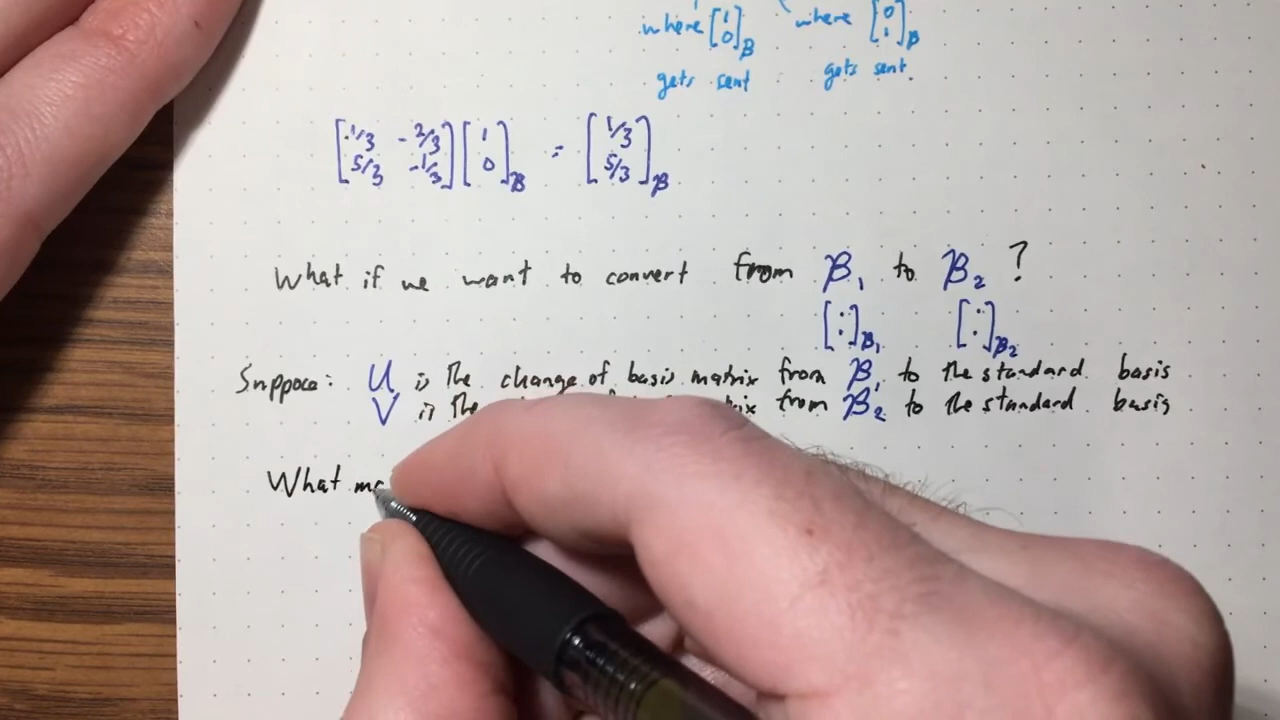 where [1 0]β where [0 1]β
gets sent gets sent.
[1/3 -2/3 5/3 -1/3] [1 0]β = [1/3 5/3]β
What if we want to convert from β₁ to β₂ ?
[:]β₁ [:]β₂
Suppose: U is the change of basis matrix from β₁ to the standard basis
V is the from β₂ to the standard basis
What